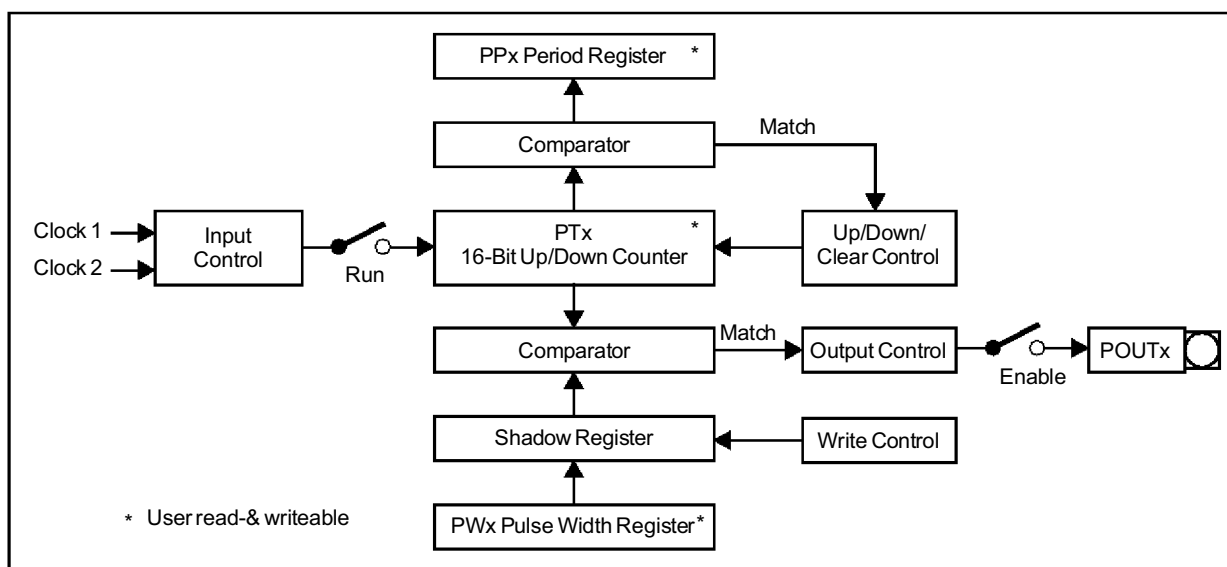 PPx Period Register *
Comparator
Match
Clock 1
Clock 2
Input
Control
Run
PTx *
16-Bit Up/Down Counter
Up/Down/
Clear Control
Comparator
Match
Output Control
Enable
POUTx
Shadow Register
Write Control
* User read-& writeable
PWx Pulse Width Register *